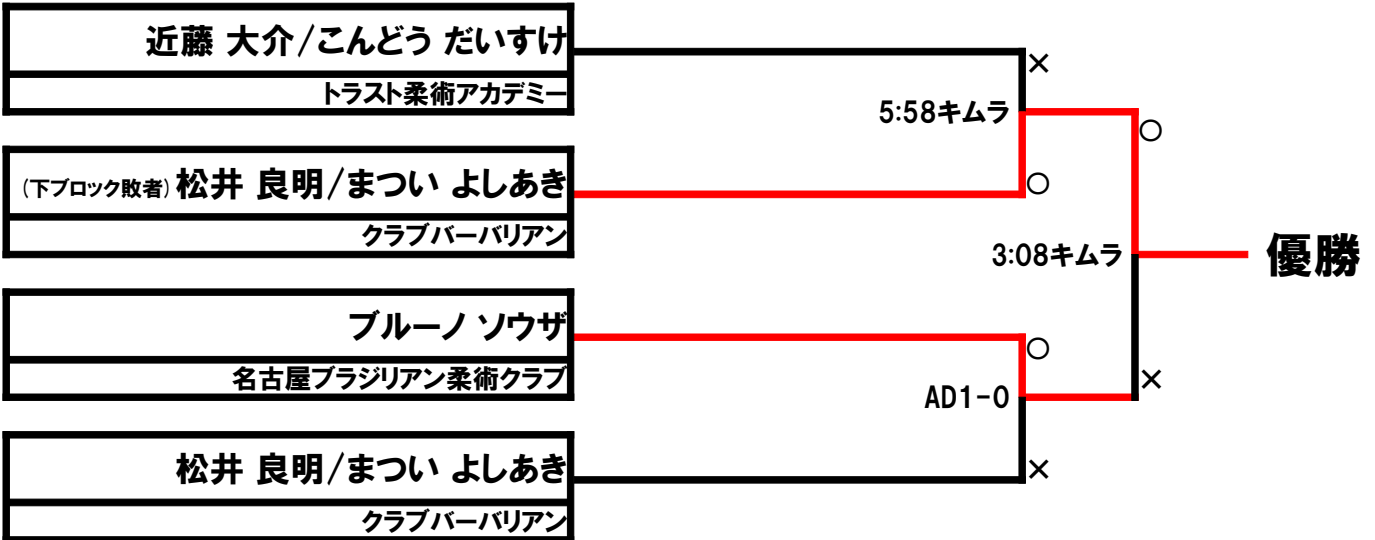 近藤 大介/こんどう だいすけ
トラスト柔術アカデミー
×
5:58キムラ
○
(下ブロック敗者)松井 良明/まつい よしあき
○
クラブバーバリアン
3:08キムラ
優勝
ブルーノ ソウザ
○
名古屋ブラジリアン柔術クラブ
×
AD1-0
松井 良明/まつい よしあき
×
クラブバーバリアン